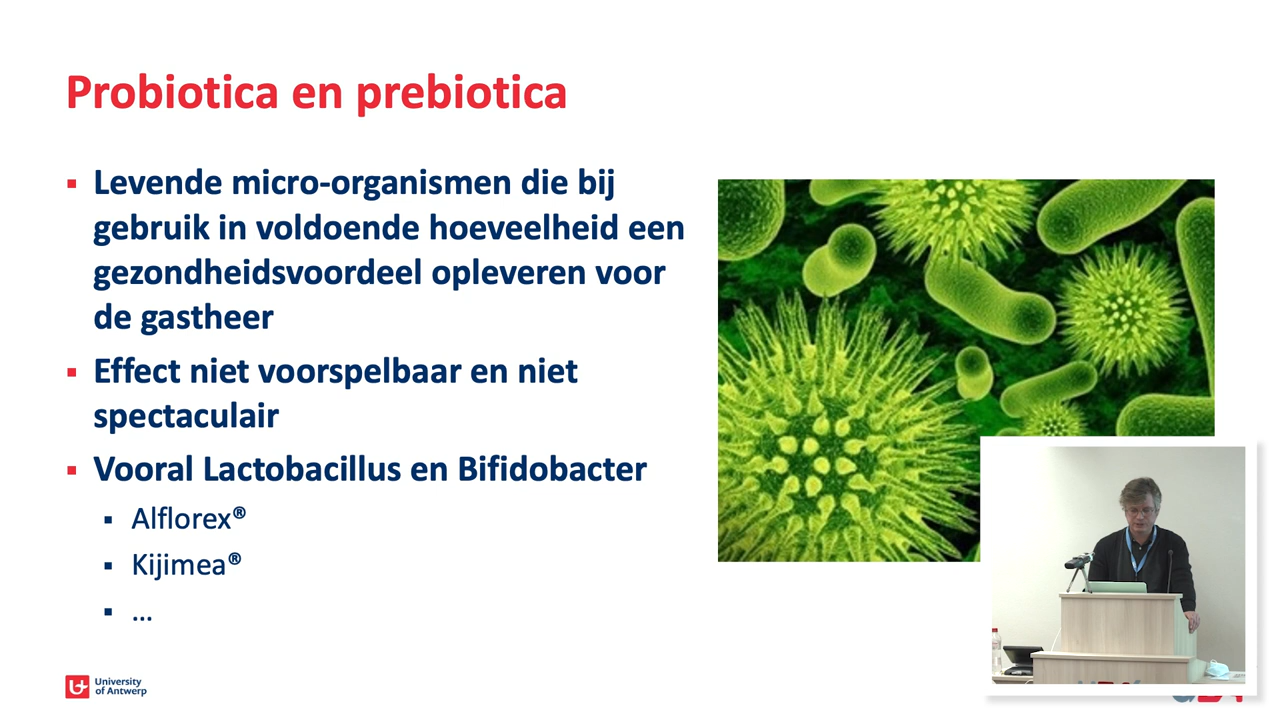 Probiotica en prebiotica
▪ Levende micro-organismen die bij
gebruik in voldoende hoeveelheid een
gezondheidsvoordeel opleveren voor
de gastheer
▪ Effect niet voorspelbaar en niet
spectaculair
▪ Vooral Lactobacillus en Bifidobacter
▪ Alflorex®
▪ Kijimea®
▪ ...
University
of Antwerp